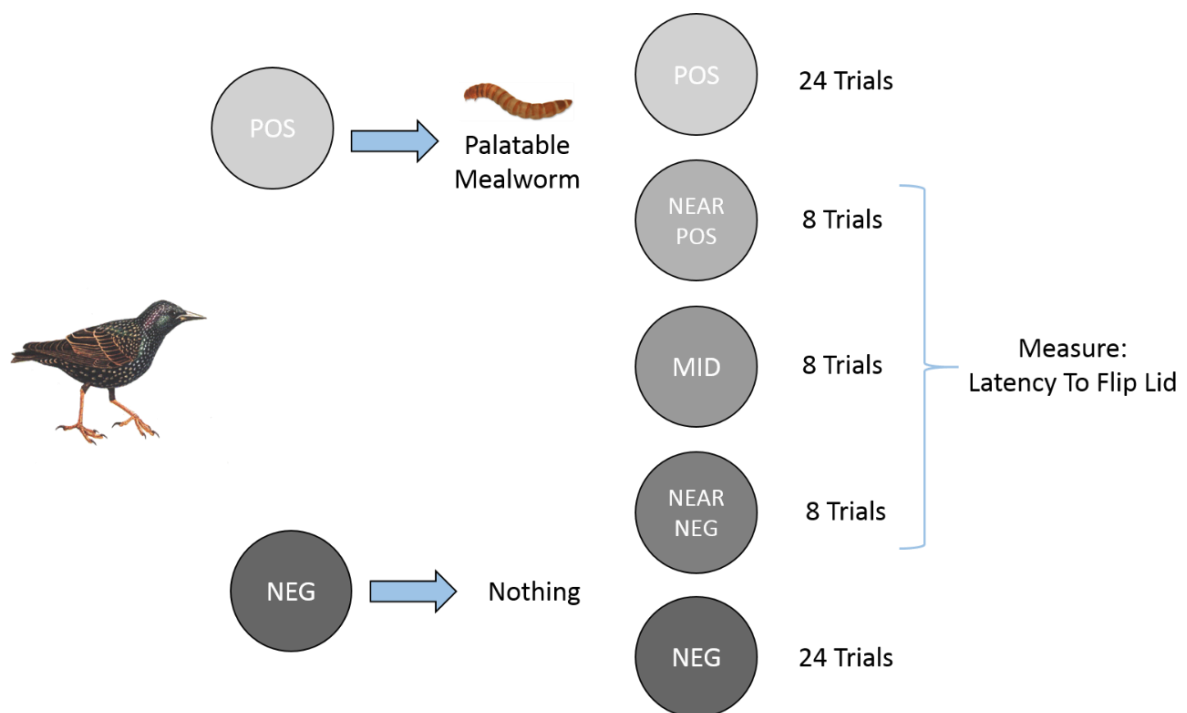 POS
Palatable
Mealworm
NEG
Nothing
POS
24 Trials
NEAR
POS
8 Trials
MID
8 Trials
NEAR
NEG
8 Trials
NEG
24 Trials
Measure:
Latency To Flip Lid